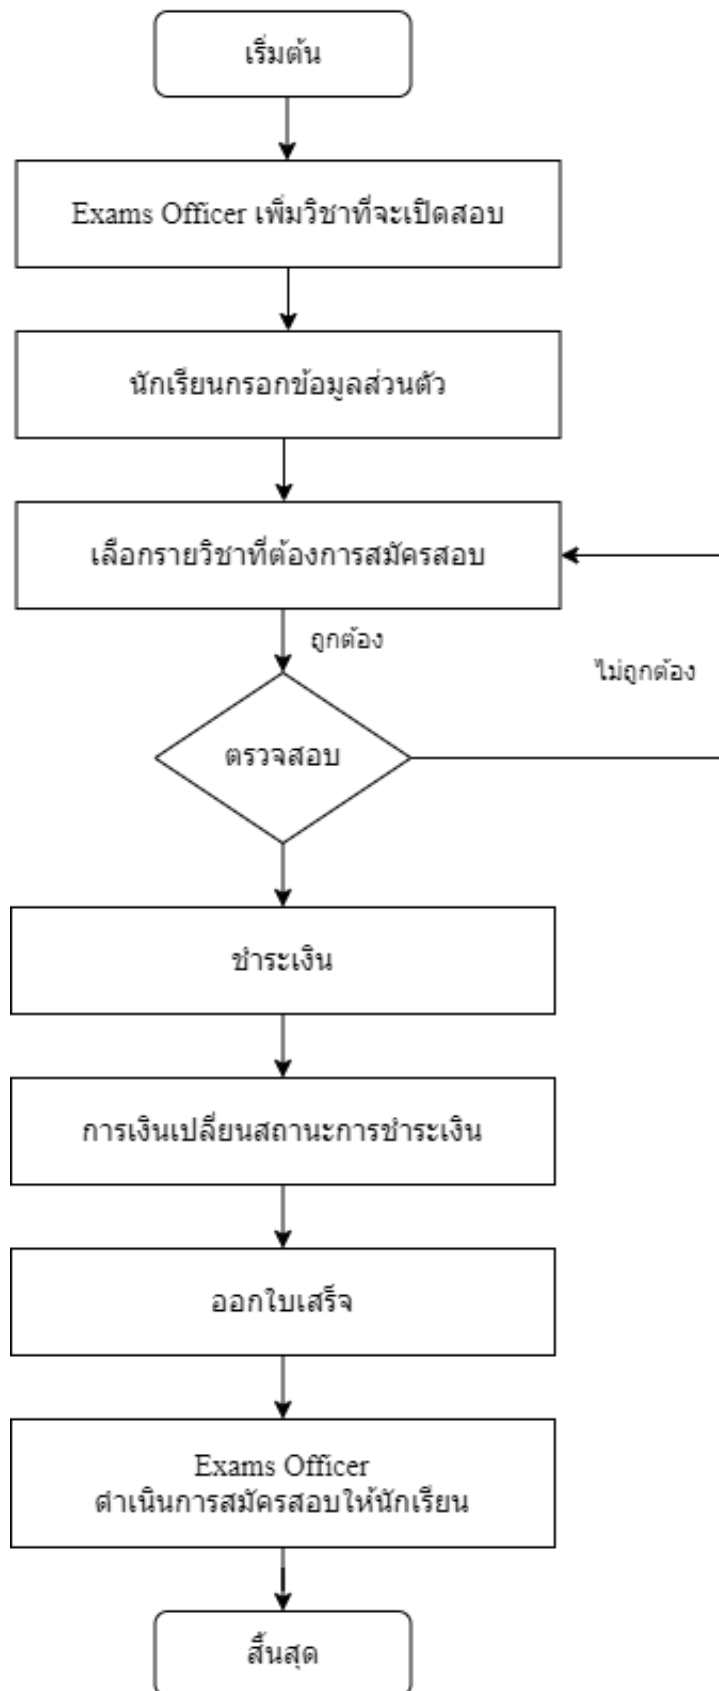 เริ่มต้น
Exams Officer เพิ่มวิชาที่จะเปิดสอบ
นักเรียนกรอกข้อมูลส่วนตัว
เลือกรายวิชาที่ต้องการสมัครสอบ
ถูกต้อง
ไม่ถูกต้อง
ตรวจสอบ
ชำระเงิน
การเงินเปลี่ยนสถานะการชำระเงิน
ออกใบเสร็จ
Exams Officer
ดำเนินการสมัครสอบให้นักเรียน
สิ้นสุด